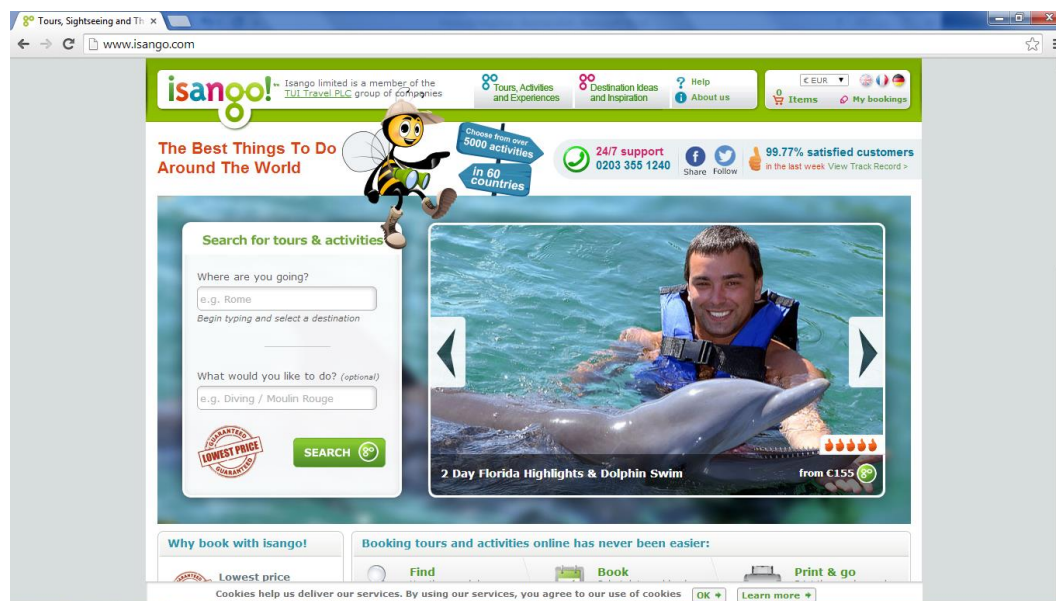 Tours, Sightseeing and Th
www.isango.com
isango!
Isango limited is a member of the
TUI Travel PLC group of companies
Tours, Activities
and Experiences
Destination Ideas
and Inspiration
Help
About us
€ EUR
0
Items
My bookings
The Best Things To Do
Around The World
Choose from over
5000 activities
in 60
countries
24/7 support
0203 355 1240
Share
Follow
99.77% satisfied customers
in the last week View Track Record >
Search for tours & activities
Where are you going?
e.g. Rome
Begin typing and select a destination
What would you like to do? (optional)
e.g. Diving / Moulin Rouge
GUARANTEED
LOWEST PRICE
GUARANTEED
SEARCH
2 Day Florida Highlights & Dolphin Swim
from €155
Why book with isango!
Booking tours and activities online has never been easier:
Lowest price
Find
Book
Print & go
Cookies help us deliver our services. By using our services, you agree to our use of cookies
OK
Learn more